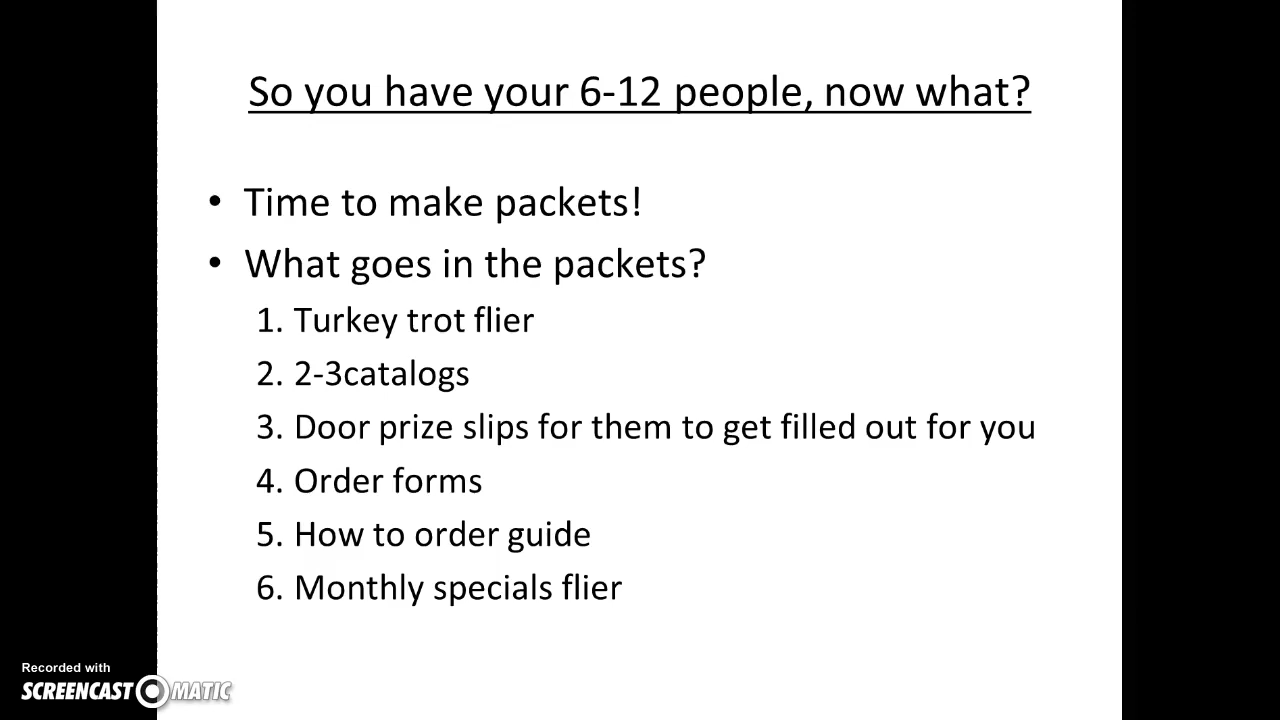 So you have your 6-12 people, now what?
• Time to make packets!
• What goes in the packets?
1. Turkey trot flier
2. 2-3catalogs
3. Door prize slips for them to get filled out for you
4. Order forms
5. How to order guide
6. Monthly specials flier
Recorded with
SCREENCAST MATIC